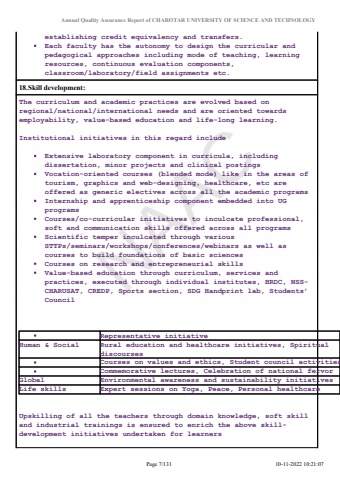 Annual Quality Assurance Report of CHAROTAR UNIVERSITY OF SCIENCE AND TECHNOLOGY
establishing credit equivalency and transfers.
• Each faculty has the autonomy to design the curricular and
pedagogical approaches including mode of teaching, learning
resources, continuous evaluation components,
classroom/laboratory/field assignments etc.
18.Skill development:
The curriculum and academic practices are evolved based on
regional/national/international needs and are oriented towards
employability, value-based education and life-long learning.
Institutional initiatives in this regard include
• Extensive laboratory component in curricula, including
dissertation, minor projects and clinical postings
• Vocation-oriented courses (blended mode) like in the areas of
tourism, graphics and web-designing, healthcare, etc are
offered as generic electives across all the academic programs
• Internship and apprenticeship component embedded into UG
programs
• Courses/co-curricular initiatives to inculcate professional,
soft and communication skills offered across all programs
• Scientific temper inculcated through various
STTPs/seminars/workshops/conferences/webinars as well as
courses to build foundations of basic sciences
• Courses on research and entrepreneurial skills
• Value-based education through curriculum, services and
practices, executed through individual institutes, HRDC, NSS-
CHARUSAT, CREDP, Sports section, SDG Handprint lab, Students'
Council
• Representative initiative
Human & Social Rural education and healthcare initiatives, Spiritual
discourses
• Courses on values and ethics, Student council activities
• Commemorative lectures, Celebration of national fervor
Global Environmental awareness and sustainability initiatives
Life skills Expert sessions on Yoga, Peace, Personal healthcare
Upskilling of all the teachers through domain knowledge, soft skill
and industrial trainings is ensured to enrich the above skill-
development initiatives undertaken for learners
Page 7/131 10-11-2022 10:21:07